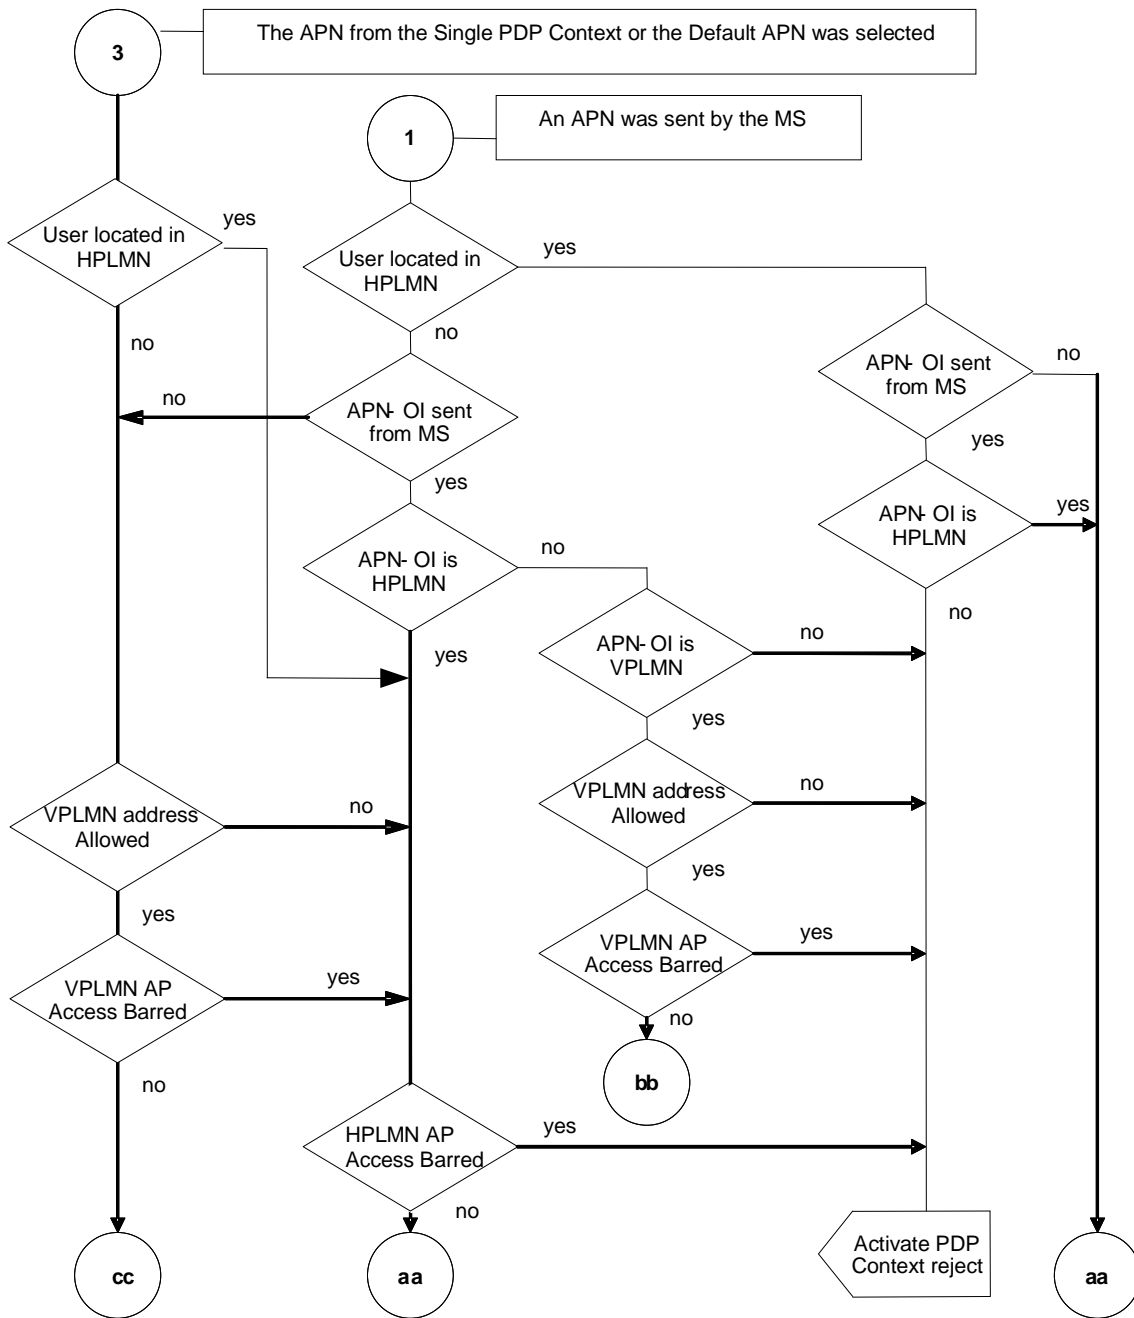 3
The APN from the Single PDP Context or the Default APN was selected
1
An APN was sent by the MS
User located in
HPLMN
yes
no
User located in
HPLMN
yes
no
APN- OI sent
from MS
no
yes
APN- OI sent
from MS
no
yes
APN- OI is
HPLMN
yes
no
APN- OI is
HPLMN
no
yes
APN- OI is
VPLMN
no
yes
VPLMN address
Allowed
no
yes
VPLMN address
Allowed
no
yes
VPLMN AP
Access Barred
yes
no
VPLMN AP
Access Barred
yes
no
bb
HPLMN AP
Access Barred
yes
no
cc
aa
Activate PDP
Context reject
aa